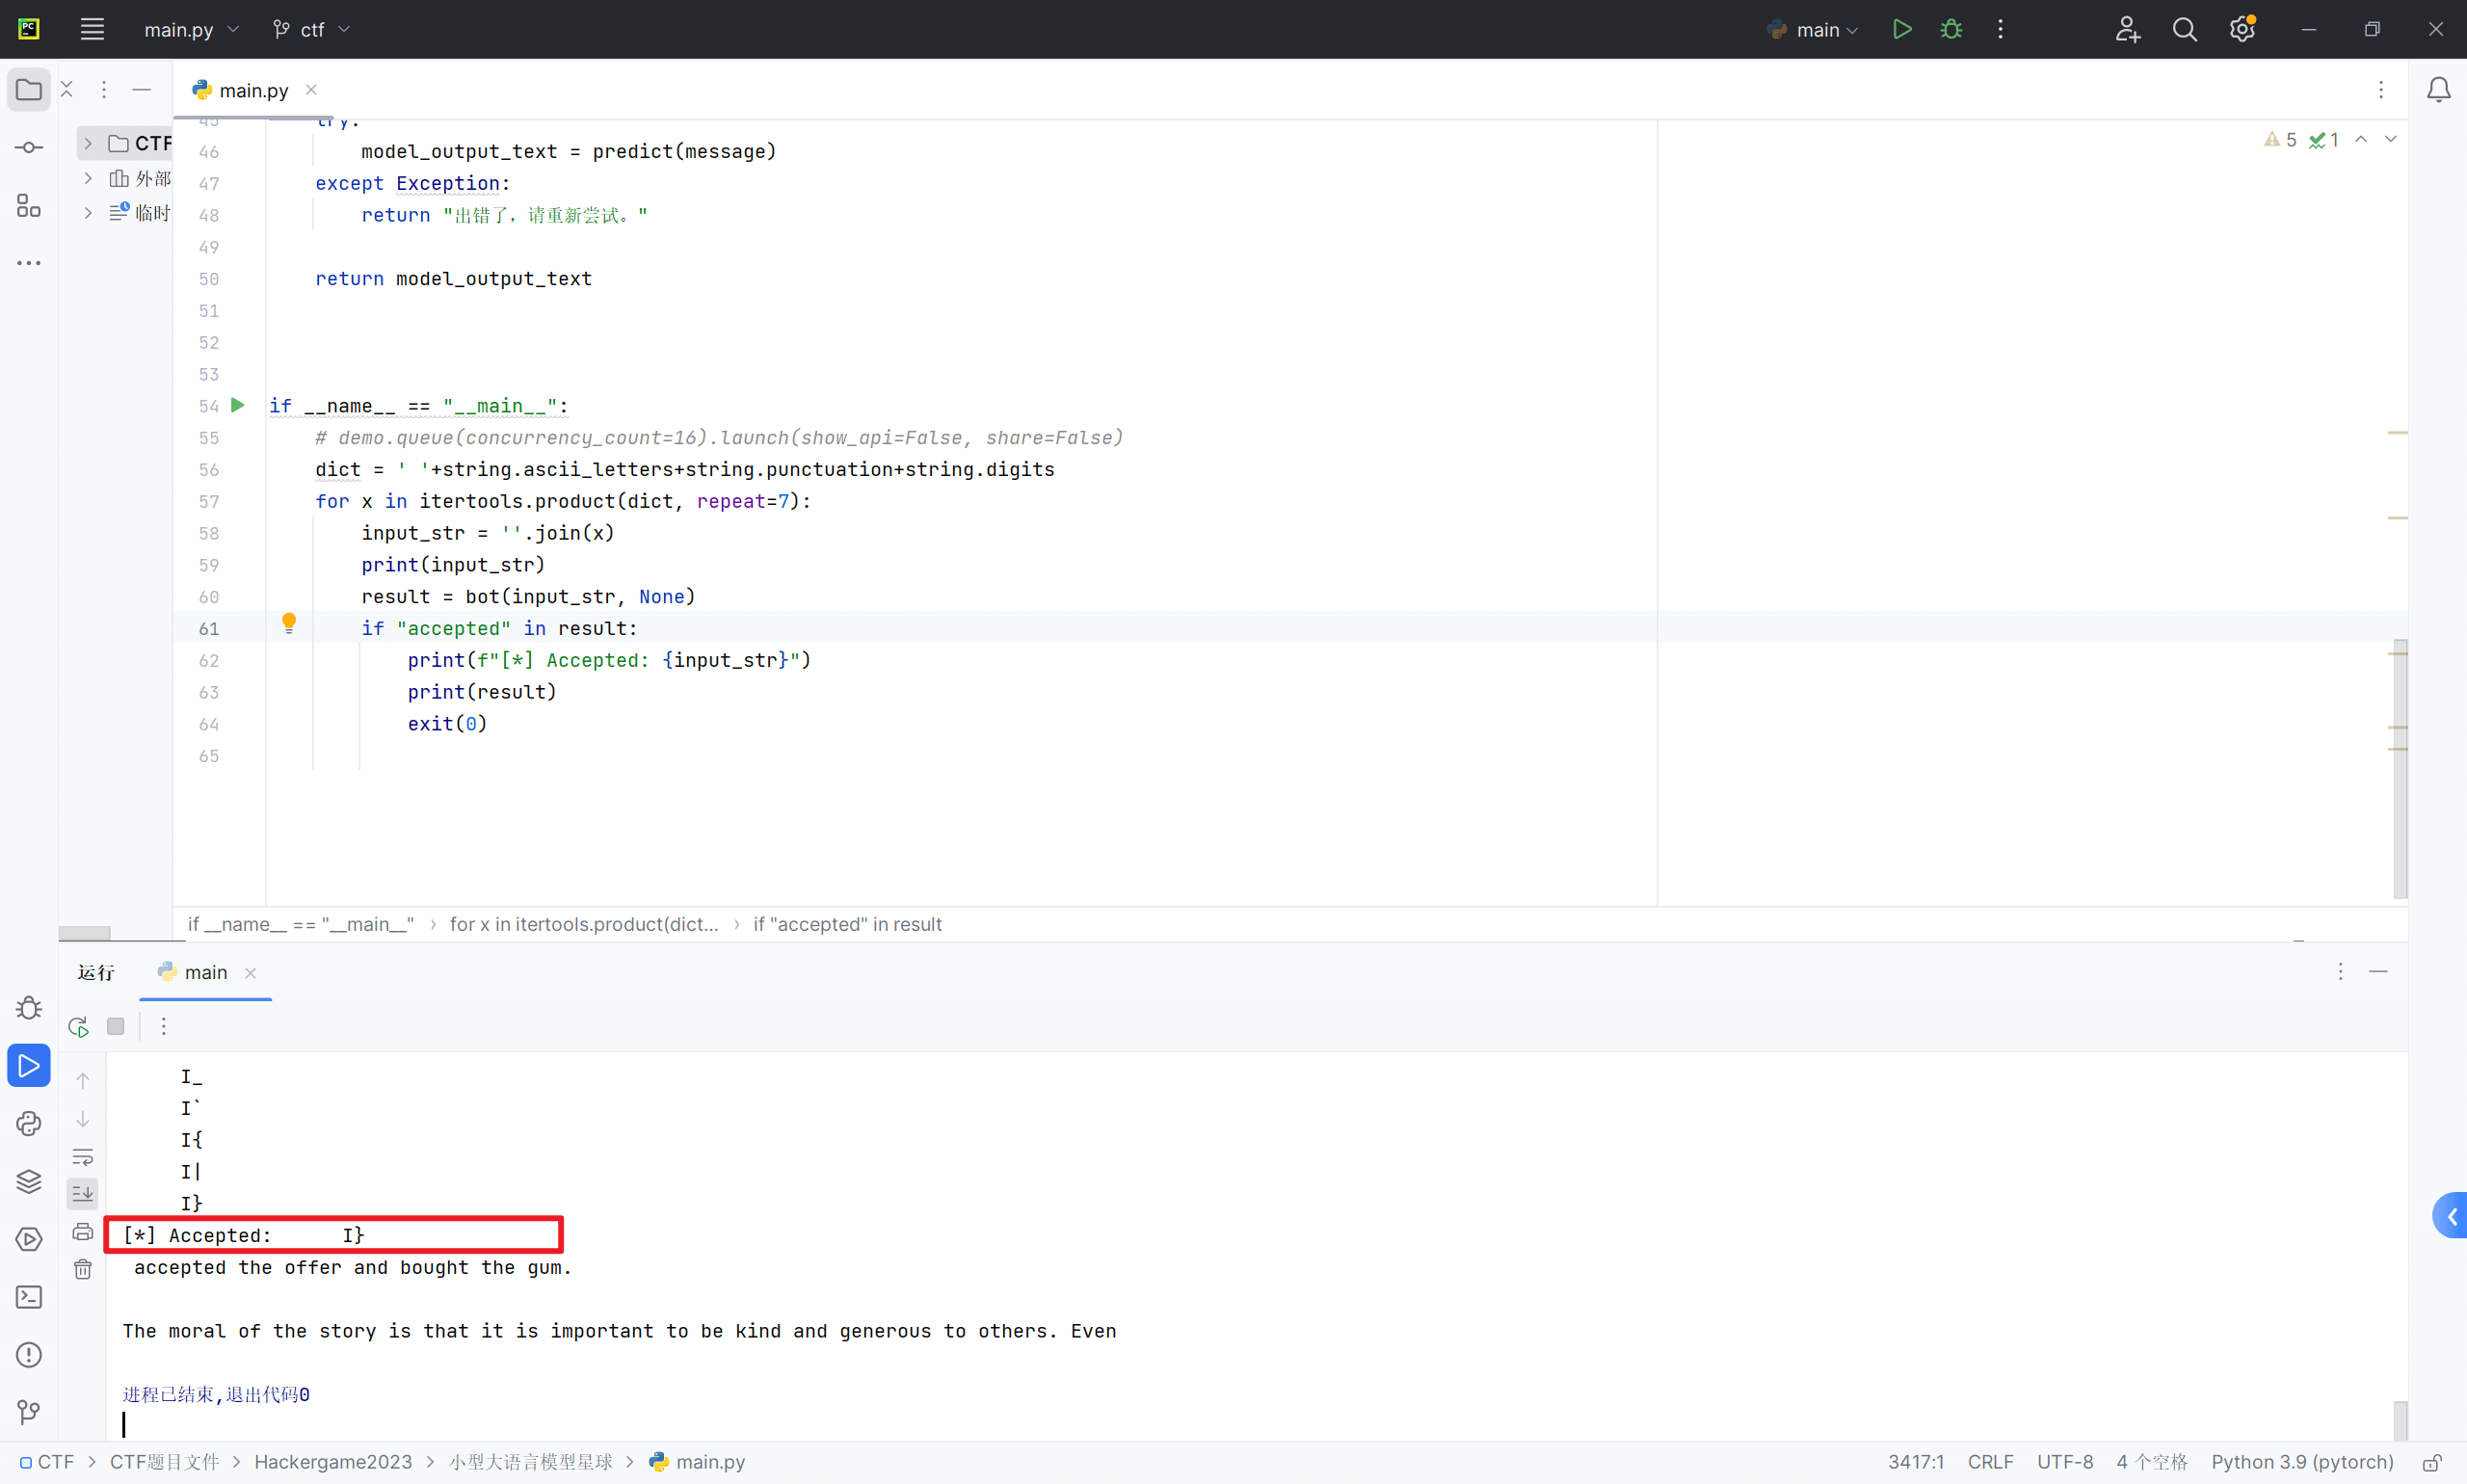 PC
main.py
ctf
main
main.py
CTF
外部
临时
5
1
45 try:
46 model_output_text = predict(message)
47 except Exception:
48 return "出错了，请重新尝试。"
49
50 return model_output_text
51
52
53
54 if __name__ == "__main__":
55 # demo.queue(concurrency_count=16).launch(show_api=False, share=False)
56 dict = ' '+string.ascii_letters+string.punctuation+string.digits
57 for x in itertools.product(dict, repeat=7):
58 input_str = ''.join(x)
59 print(input_str)
60 result = bot(input_str, None)
61 if "accepted" in result:
62 print(f"[*] Accepted: {input_str}")
63 print(result)
64 exit(0)
65
if __name__ == "__main__" › for x in itertools.product(dict... › if "accepted" in result
运行 main
I_
I`
I{
I|
I}
[*] Accepted:      I}
accepted the offer and bought the gum.
The moral of the story is that it is important to be kind and generous to others. Even
进程已结束,退出代码0
CTF > CTF题目文件 > Hackergame2023 > 小型大语言模型星球 > main.py
3417:1 CRLF UTF-8 4 个空格 Python 3.9 (pytorch)